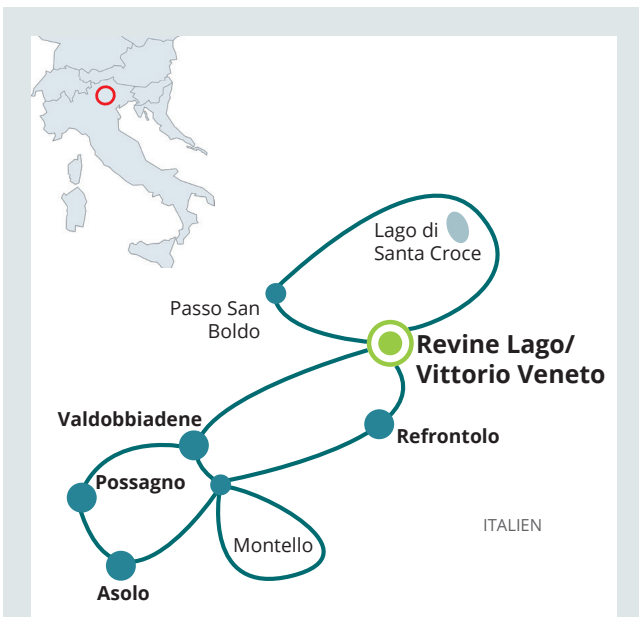 Lago di
Santa Croce
Passo San
Boldo
Revine Lago/
Vittorio Veneto
Valdobbiadene
Refrontolo
Possagno
ITALIEN
Montello
Asolo